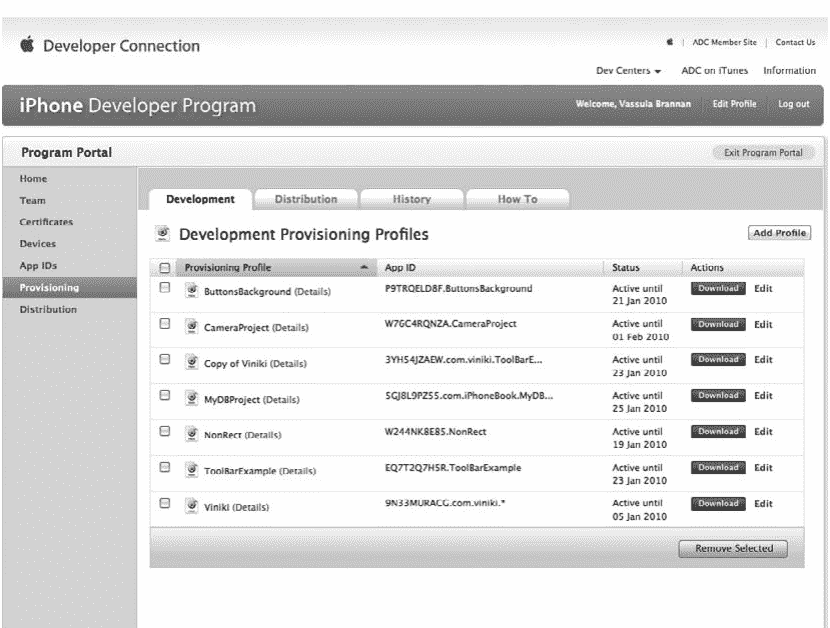 Developer Connection
ADC Member Site | Contact Us
Dev Centers ADC on iTunes Information
iPhone Developer Program
Welcome, Vassula Brannan Edit Profile Log out
Program Portal
Exit Program Portal
Home
Team
Certificates
Devices
App IDs
Provisioning
Distribution
Development Distribution History How To
Development Provisioning Profiles
Add Profile
Provisioning Profile App ID Status Actions
ButtonsBackground (Details) P9TRQELD8F.ButtonsBackground Active until Download Edit
21 Jan 2010
CameraProject (Details) W7GC4RQNZA.CameraProject Active until Download Edit
01 Feb 2010
Copy of Viniki (Details) 3YH54JZAEW.com.viniki.ToolBarE... Active until Download Edit
23 Jan 2010
MyDBProject (Details) 5GJ8L9PZ55.com.iPhoneBook.MyDB... Active until Download Edit
25 Jan 2010
NonRect (Details) W244NK8E85.NonRect Active until Download Edit
19 Jan 2010
ToolBarExample (Details) EQ7T2Q7H5R.ToolBarExample Active until Download Edit
23 Jan 2010
Viniki (Details) 9N33MURACG.com.viniki.* Active until Download Edit
05 Jan 2010
Remove Selected